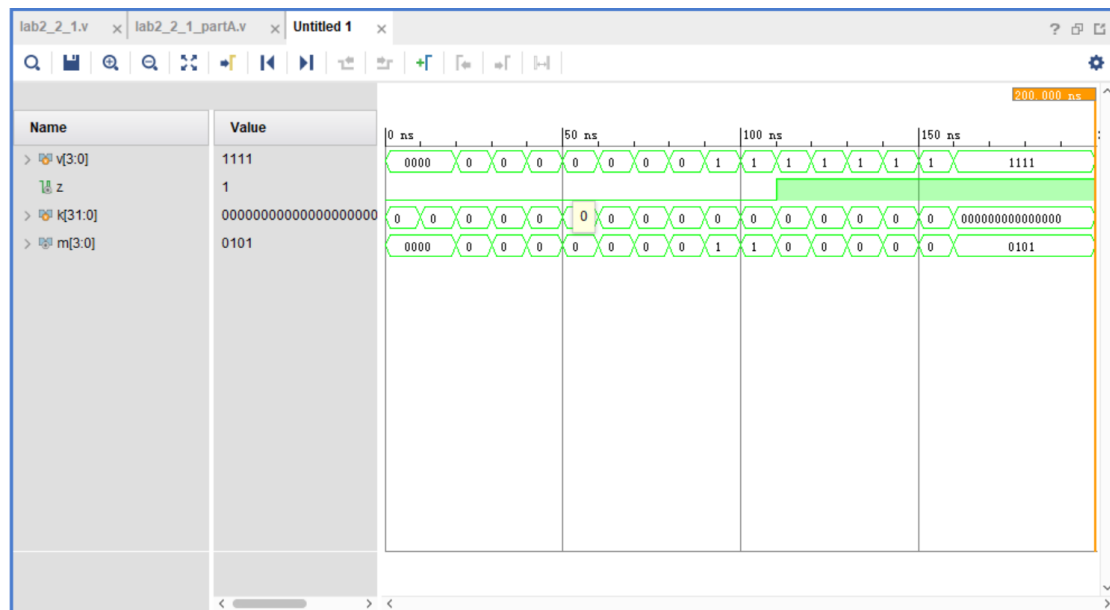 lab2_2_1.v × lab2_2_1_partA.v × Untitled 1 × ?
200.000 ns
Name Value 0 ns 50 ns 100 ns 150 ns
> v[3:0] 1111 0000 0 0 0 0 0 0 0 1 1 1 1 1 1 1 1111
z 1
> k[31:0] 00000000000000000000 0 0 0 0 0 0 0 0 0 0 0 0 0 0 0 0 0000000000000000
> m[3:0] 0101 0000 0 0 0 0 0 0 0 1 1 0 0 0 0 0 0101